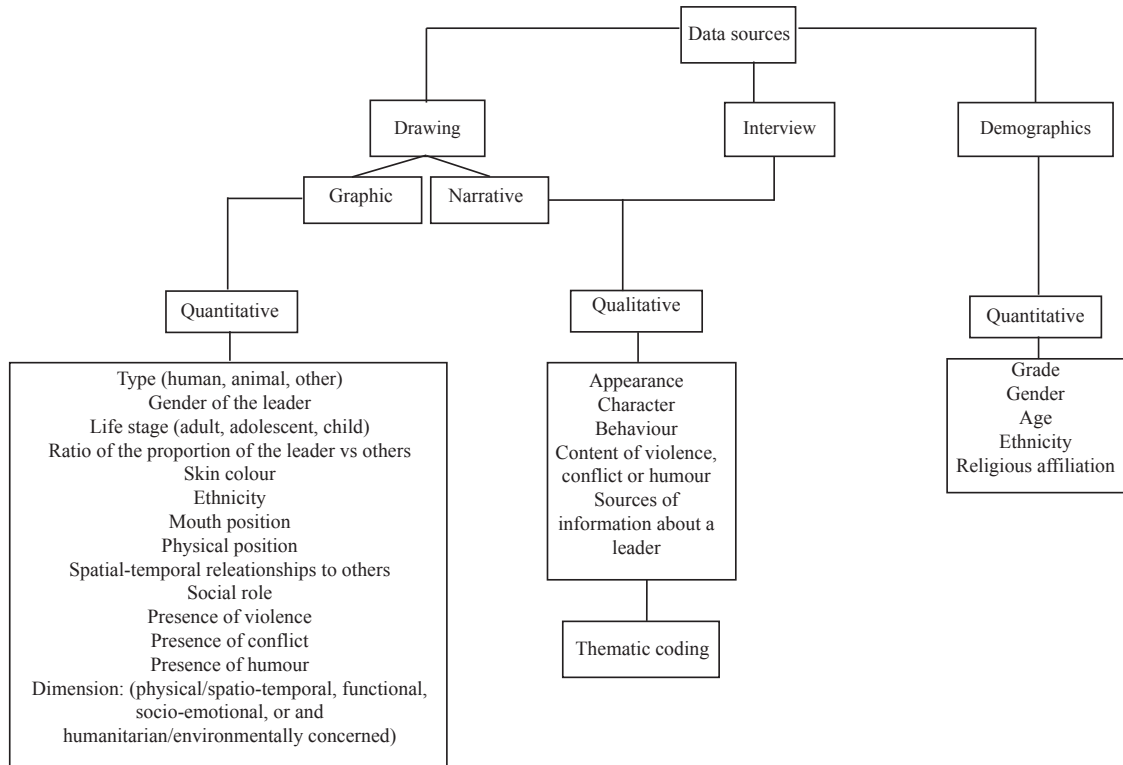 Data sources
Drawing
Interview
Demographics
Graphic
Narrative
Quantitative
Qualitative
Quantitative
Type (human, animal, other)
Gender of the leader
Life stage (adult, adolescent, child)
Ratio of the proportion of the leader vs others
Skin colour
Ethnicity
Mouth position
Physical position
Spatial-temporal releationships to others
Social role
Presence of violence
Presence of conflict
Presence of humour
Dimension: (physical/spatio-temporal, functional,
socio-emotional, or and
humanitarian/environmentally concerned)
Appearance
Character
Behaviour
Content of violence,
conflict or humour
Sources of
information about a
leader
Thematic coding
Grade
Gender
Age
Ethnicity
Religious affiliation